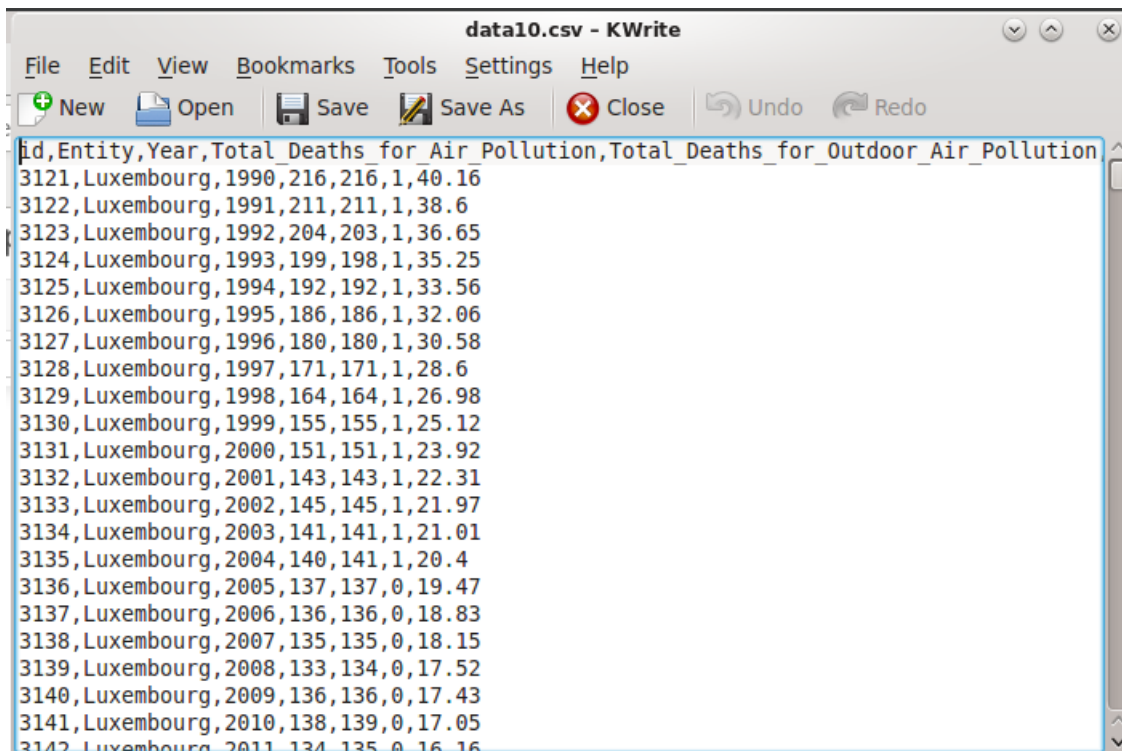 data10.csv – KWrite
File Edit View Bookmarks Tools Settings Help
New Open Save Save As Close Undo Redo
id,Entity,Year,Total_Deaths_for_Air_Pollution,Total_Deaths_for_Outdoor_Air_Pollution,
3121,Luxembourg,1990,216,216,1,40.16
3122,Luxembourg,1991,211,211,1,38.6
3123,Luxembourg,1992,204,203,1,36.65
3124,Luxembourg,1993,199,198,1,35.25
3125,Luxembourg,1994,192,192,1,33.56
3126,Luxembourg,1995,186,186,1,32.06
3127,Luxembourg,1996,180,180,1,30.58
3128,Luxembourg,1997,171,171,1,28.6
3129,Luxembourg,1998,164,164,1,26.98
3130,Luxembourg,1999,155,155,1,25.12
3131,Luxembourg,2000,151,151,1,23.92
3132,Luxembourg,2001,143,143,1,22.31
3133,Luxembourg,2002,145,145,1,21.97
3134,Luxembourg,2003,141,141,1,21.01
3135,Luxembourg,2004,140,141,1,20.4
3136,Luxembourg,2005,137,137,0,19.47
3137,Luxembourg,2006,136,136,0,18.83
3138,Luxembourg,2007,135,135,0,18.15
3139,Luxembourg,2008,133,134,0,17.52
3140,Luxembourg,2009,136,136,0,17.43
3141,Luxembourg,2010,138,139,0,17.05
3142,Luxembourg,2011,134,135,0,16.16